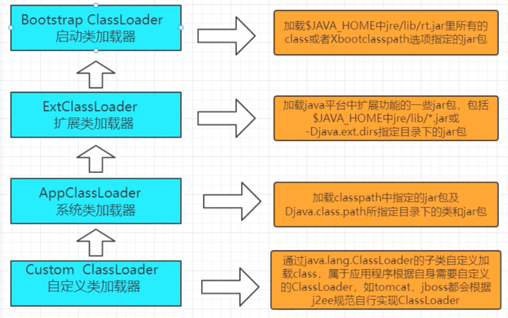 Bootstrap ClassLoader
启动类加载器
加载$JAVA_HOME中jre/lib/rt.jar里所有的
class或者Xbootclasspath选项指定的jar包
ExtClassLoader
扩展类加载器
加载java平台中扩展功能的一些jar包，包括
$JAVA_HOME中jre/lib/*.jar或
-Djava.ext.dirs指定目录下的jar包
AppClassLoader
系统类加载器
加载classpath中指定的jar包及
Djava.class.path所指定目录下的类和jar包
Custom ClassLoader
自定义类加载器
通过java.lang.ClassLoader的子类自定义加
载class，属于应用程序根据自身需要自定义
的ClassLoader，如tomcat，jboss都会根据
j2ee规范自行实现ClassLoader